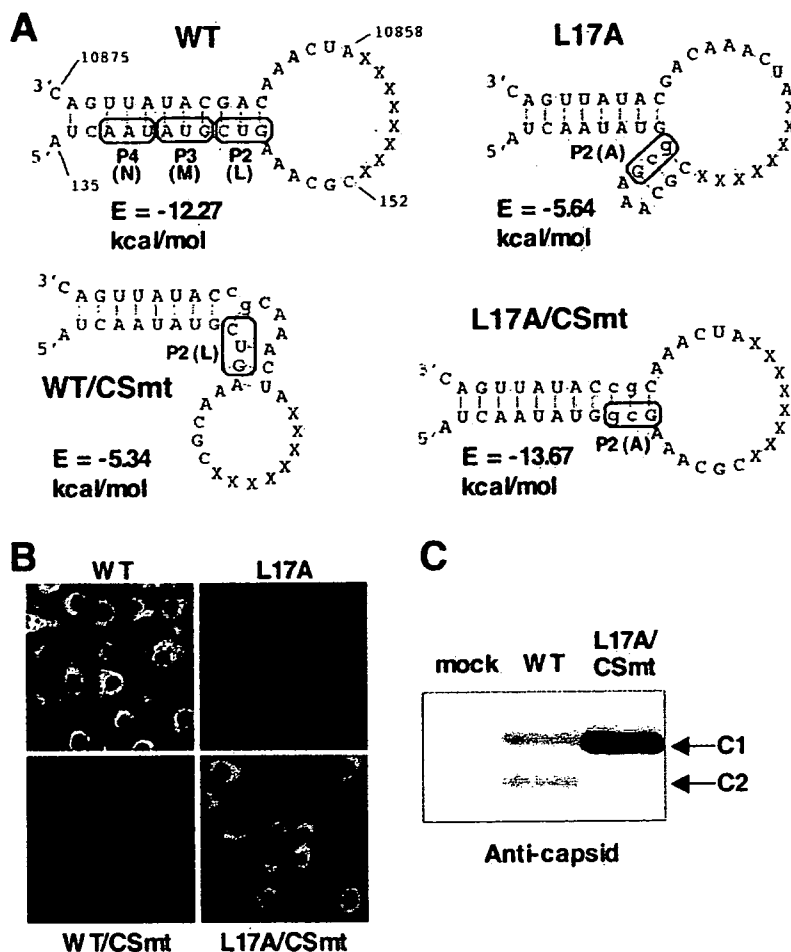 A
WT
10875
10858
3' C A G U U A U A C G A C A A A C U A X X X X X X
5' A U C A A U A U G C U G A A A C G C X X X
P4 (N)
P3 (M)
P2 (L)
135
152
E = -12.27
kcal/mol
L17A
3' C A G U U A U A C G A C A A A C U A X X
5' A U C A A U A U G g c G A A A C G C X X X X X X
P2 (A)
E = -5.64
kcal/mol
3' C A G U U A U A C c g C A A A C U A X X X X X
5' A U C A A U A U G C U G A A A C G C X X X X
P2 (L)
WT/CSmt
E = -5.34
kcal/mol
L17A/CSmt
3' C A G U U A U A C c g c C A A A C U A X X X X X X
5' A U C A A U A U G g c G A A A C G C X X X
P2 (A)
E = -13.67
kcal/mol
B
WT
L17A
WT/CSmt
L17A/CSmt
C
mock
WT
L17A/
CSmt
C1
C2
Anti-capsid